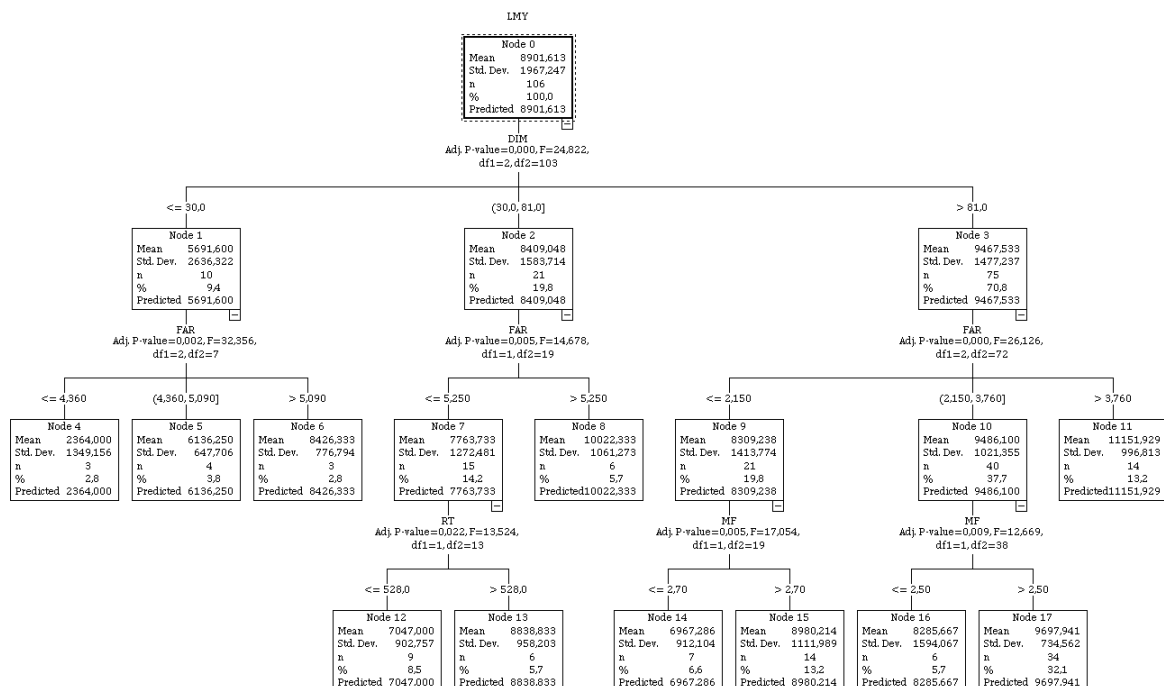 LMY
Node 0
Mean 8901,613
Std. Dev. 1967,247
n 106
% 100,0
Predicted 8901,613
DIM
Adj. P-value=0,000, F=24,822,
df1=2, df2=103
<= 30,0
(30,0, 81,0]
> 81,0
Node 1
Mean 5691,600
Std. Dev. 2636,322
n 10
% 9,4
Predicted 5691,600
Node 2
Mean 8409,048
Std. Dev. 1583,714
n 21
% 19,8
Predicted 8409,048
Node 3
Mean 9467,533
Std. Dev. 1477,237
n 75
% 70,8
Predicted 9467,533
FAR
Adj. P-value=0,002, F=32,356,
df1=2, df2=7
FAR
Adj. P-value=0,005, F=14,678,
df1=1, df2=19
FAR
Adj. P-value=0,000, F=26,126,
df1=2, df2=72
<= 4,360
(4,360, 5,090]
> 5,090
<= 5,250
> 5,250
<= 2,150
(2,150, 3,760]
> 3,760
Node 4
Mean 2364,000
Std. Dev. 1349,156
n 3
% 2,8
Predicted 2364,000
Node 5
Mean 6136,250
Std. Dev. 647,706
n 4
% 3,8
Predicted 6136,250
Node 6
Mean 8426,333
Std. Dev. 776,794
n 3
% 2,8
Predicted 8426,333
Node 7
Mean 7763,733
Std. Dev. 1272,481
n 15
% 14,2
Predicted 7763,733
Node 8
Mean 10022,333
Std. Dev. 1061,273
n 6
% 5,7
Predicted 10022,333
Node 9
Mean 8309,238
Std. Dev. 1413,774
n 21
% 19,8
Predicted 8309,238
Node 10
Mean 9486,100
Std. Dev. 1021,355
n 40
% 37,7
Predicted 9486,100
Node 11
Mean 11151,929
Std. Dev. 996,813
n 14
% 13,2
Predicted 11151,929
RT
Adj. P-value=0,022, F=13,524,
df1=1, df2=13
MF
Adj. P-value=0,005, F=17,054,
df1=1, df2=19
MF
Adj. P-value=0,009, F=12,669,
df1=1, df2=38
<= 528,0
> 528,0
<= 2,70
> 2,70
<= 2,50
> 2,50
Node 12
Mean 7047,000
Std. Dev. 902,757
n 9
% 8,5
Predicted 7047,000
Node 13
Mean 8838,833
Std. Dev. 958,203
n 6
% 5,7
Predicted 8838,833
Node 14
Mean 6967,286
Std. Dev. 912,104
n 7
% 6,6
Predicted 6967,286
Node 15
Mean 8980,214
Std. Dev. 1111,989
n 14
% 13,2
Predicted 8980,214
Node 16
Mean 8285,667
Std. Dev. 1594,067
n 6
% 5,7
Predicted 8285,667
Node 17
Mean 9697,941
Std. Dev. 734,562
n 34
% 32,1
Predicted 9697,941